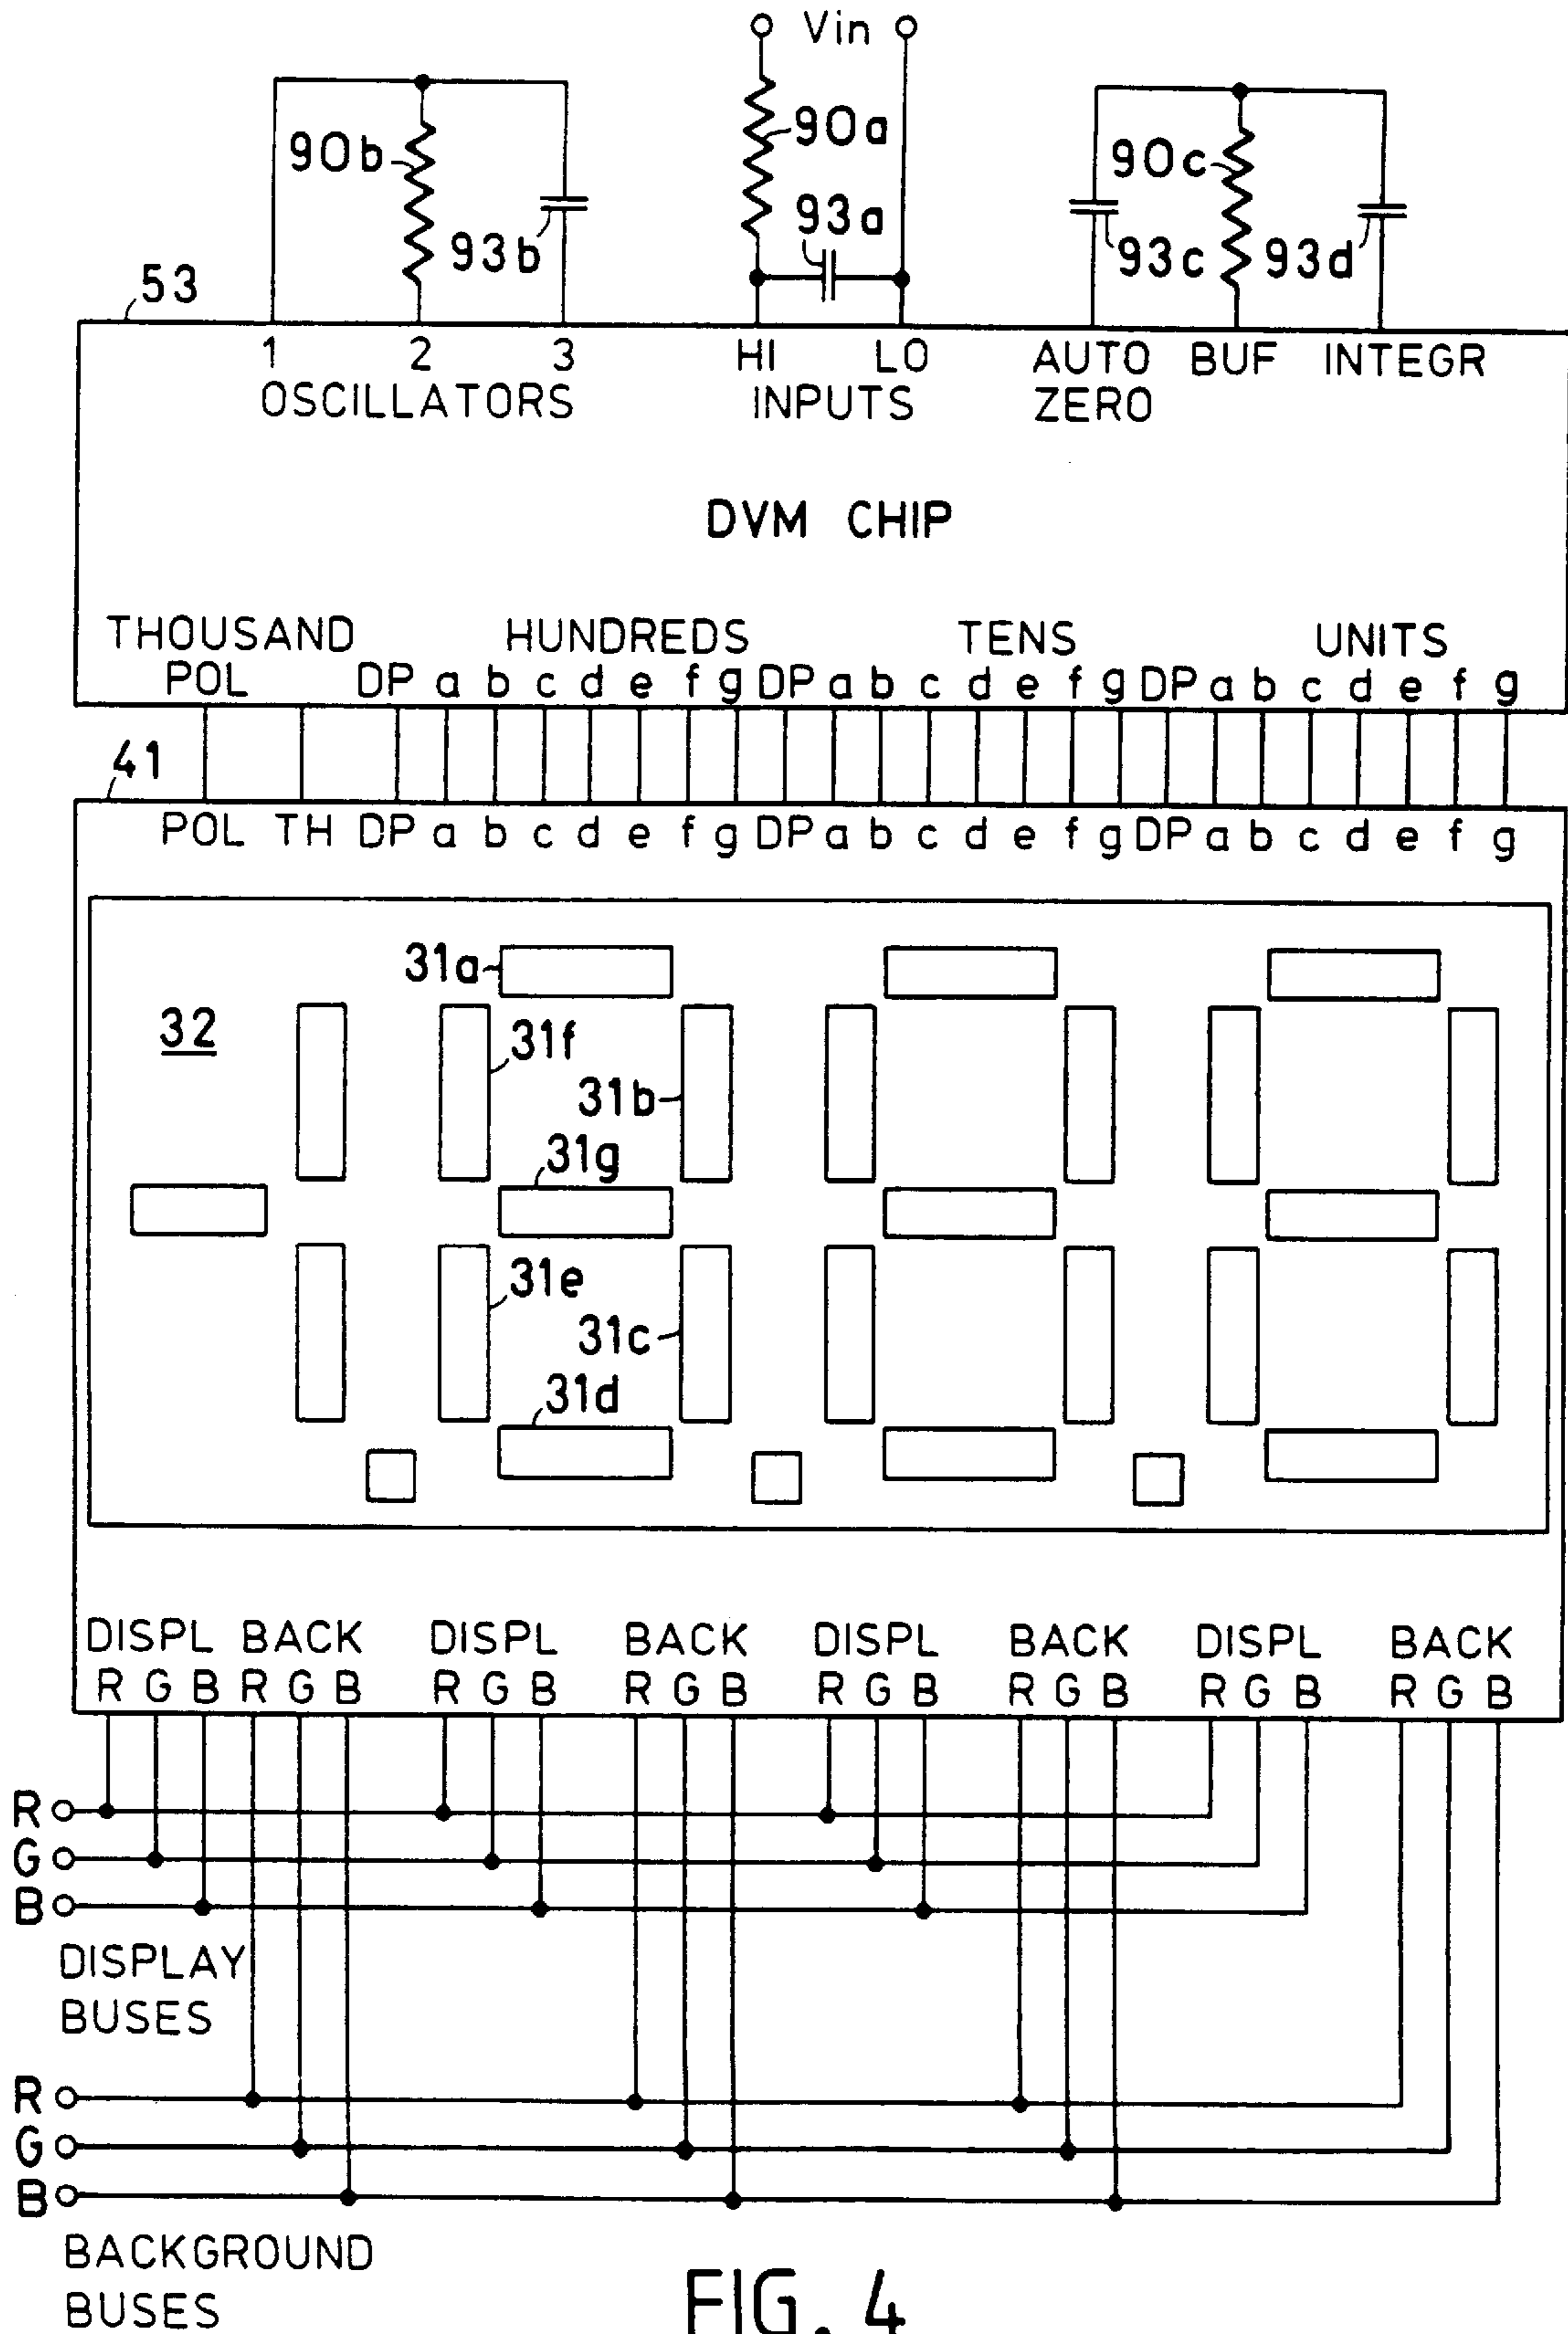 Vin
90b 90a 90c
93b 93a 93c 93d
53
1 2 3 HI LO AUTO BUF INTEGR
OSCILLATORS INPUTS ZERO
DVM CHIP
THOUSAND HUNDREDS TENS UNITS
POL DP a b c d e f g DP a b c d e f g DP a b c d e f g
41
POL TH DP a b c d e f g DP a b c d e f g DP a b c d e f g
31a
32 31f
31b
31g
31e
31c
31d
DISPL BACK DISPL BACK DISPL BACK DISPL BACK
R G B R G B R G B R G B R G B R G B R G B R G B
R
G
B
DISPLAY
BUSES
R
G
B
BACKGROUND
BUSES
FIG. 4